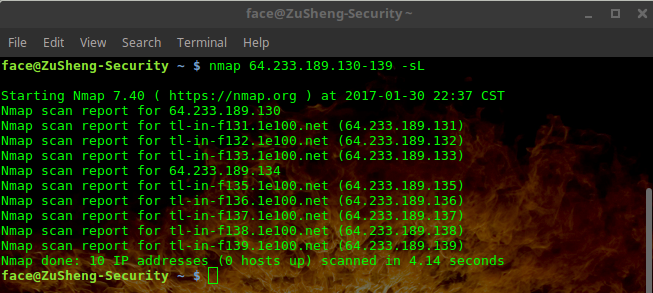 face@ZuSheng-Security
File Edit View Search Terminal Help
face@ZuSheng-Security ~ $ nmap 64.233.189.130-139 -sL
Starting Nmap 7.40 ( https://nmap.org ) at 2017-01-30 22:37 CST
Nmap scan report for 64.233.189.130
Nmap scan report for tl-in-f131.1e100.net (64.233.189.131)
Nmap scan report for tl-in-f132.1e100.net (64.233.189.132)
Nmap scan report for tl-in-f133.1e100.net (64.233.189.133)
Nmap scan report for 64.233.189.134
Nmap scan report for tl-in-f135.1e100.net (64.233.189.135)
Nmap scan report for tl-in-f136.1e100.net (64.233.189.136)
Nmap scan report for tl-in-f137.1e100.net (64.233.189.137)
Nmap scan report for tl-in-f138.1e100.net (64.233.189.138)
Nmap scan report for tl-in-f139.1e100.net (64.233.189.139)
Nmap done: 10 IP addresses (0 hosts up) scanned in 4.14 seconds
face@ZuSheng-Security ~ $